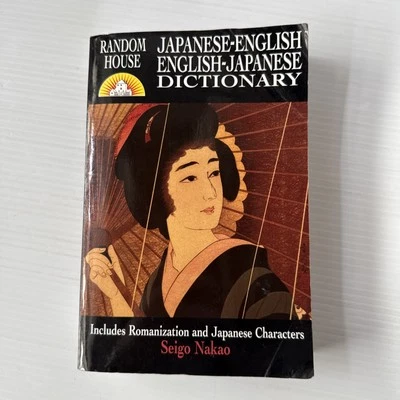 RANDOM
HOUSE
JAPANESE-ENGLISH
ENGLISH-JAPANESE
DICTIONARY
Includes Romanization and Japanese Characters
Seigo Nakao